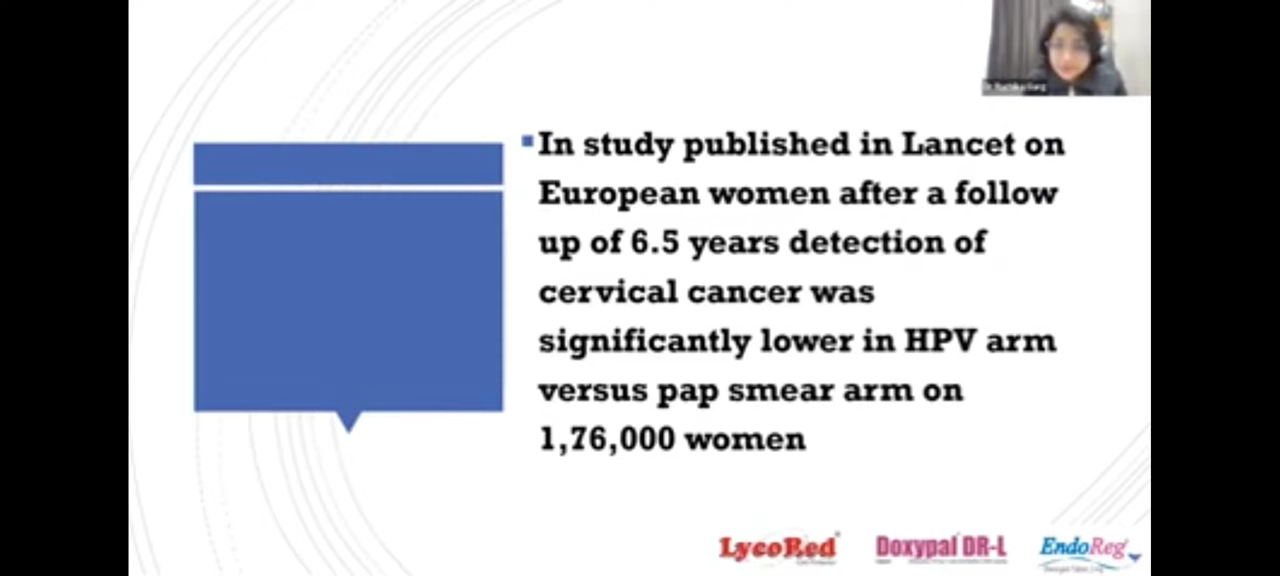 In study published in Lancet on
European women after a follow
up of 6.5 years detection of
cervical cancer was
significantly lower in HPV arm
versus pap smear arm on
1,76,000 women
LycoRed
Doxypal DR-L
EndoReg